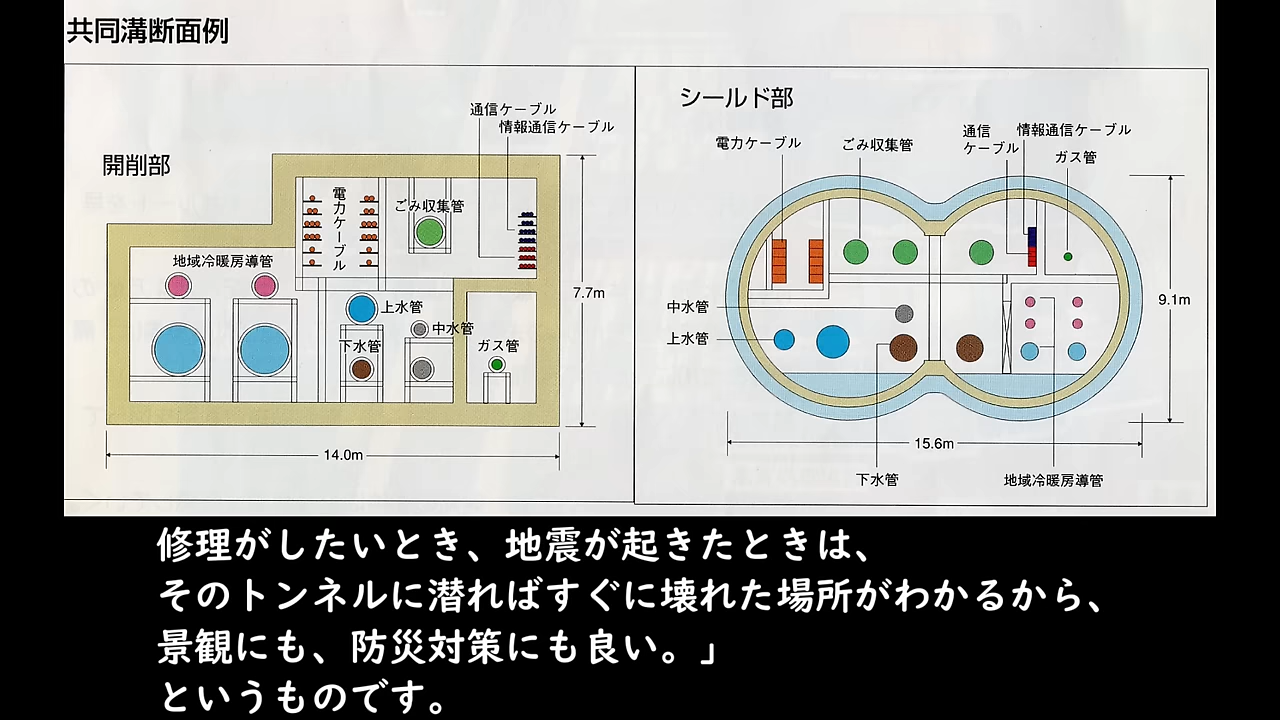 共同溝断面例
開削部
通信ケーブル
情報通信ケーブル
電力ケーブル
ごみ収集管
地域冷暖房導管
上水管
中水管
下水管
ガス管
7.7m
14.0m
シールド部
電力ケーブル
ごみ収集管
通信
ケーブル
情報通信ケーブル
ガス管
中水管
上水管
9.1m
15.6m
下水管
地域冷暖房導管
修理がしたいとき、地震が起きたときは、
そのトンネルに潜ればすぐに壊れた場所がわかるから、
景観にも、防災対策にも良い。」
というものです。